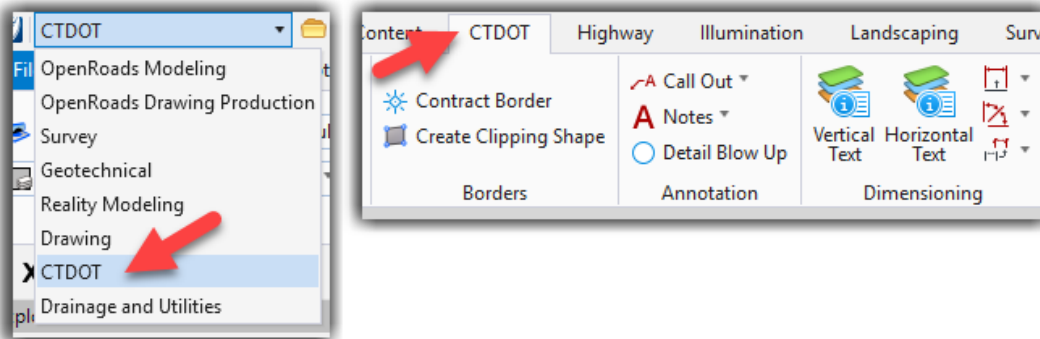 CTDOT
OpenRoads Modeling
OpenRoads Drawing Production
Survey
Geotechnical
Reality Modeling
Drawing
CTDOT
Drainage and Utilities
CTDOT Highway Illumination Landscaping
Contract Border
Create Clipping Shape
Borders
A Call Out
A Notes
Detail Blow Up
Annotation
Vertical Text
Horizontal Text
Dimensioning